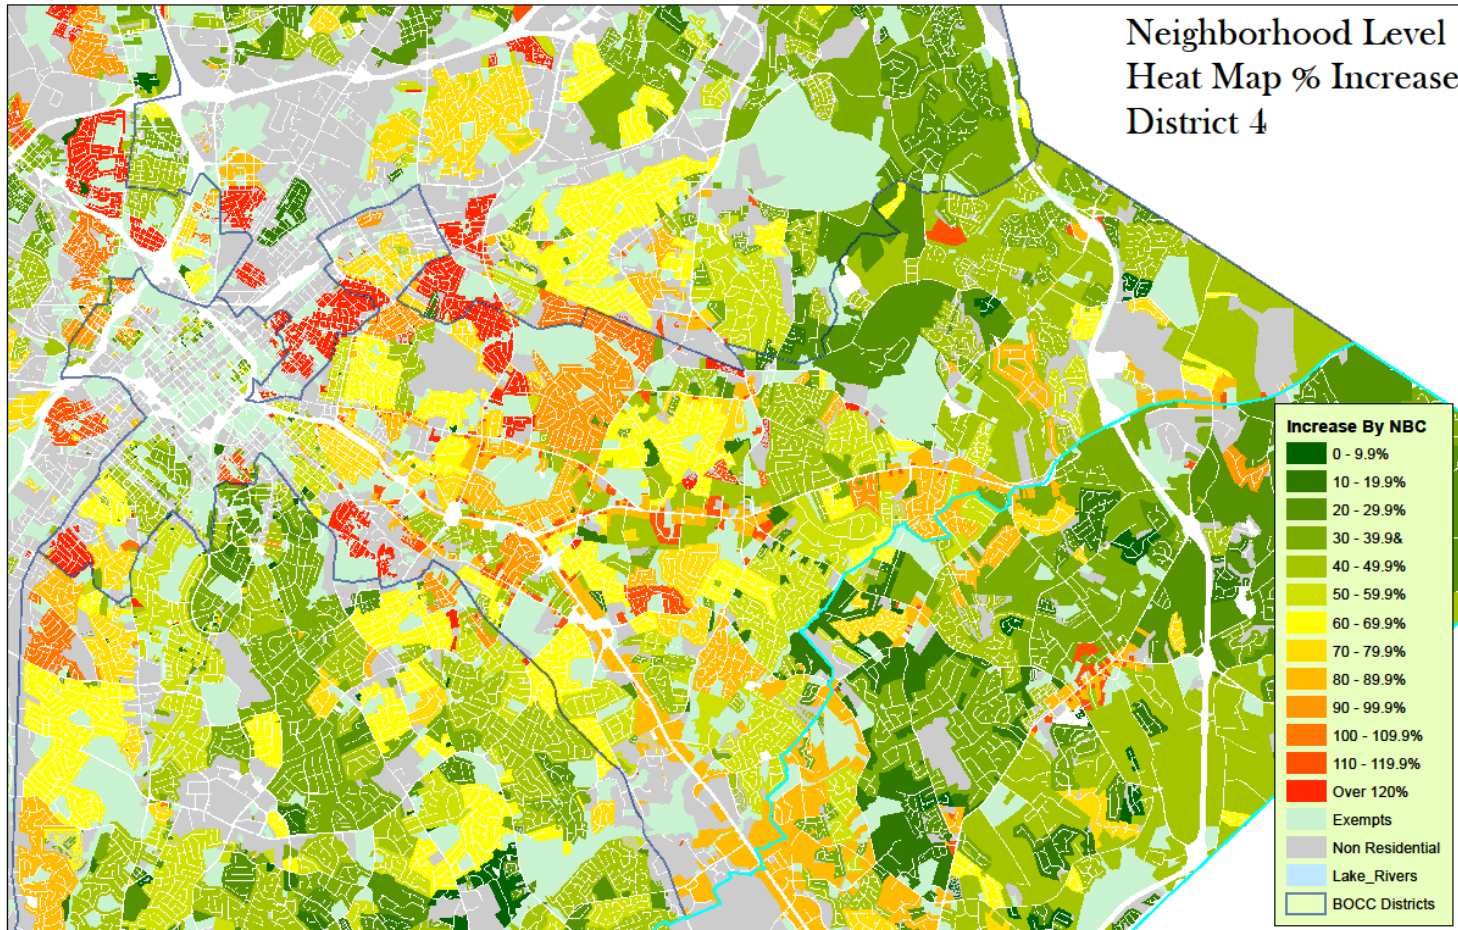 Neighborhood Level
Heat Map % Increase
District 4
Increase By NBC
0 - 9.9%
10 - 19.9%
20 - 29.9%
30 - 39.9&
40 - 49.9%
50 - 59.9%
60 - 69.9%
70 - 79.9%
80 - 89.9%
90 - 99.9%
100 - 109.9%
110 - 119.9%
Over 120%
Exempts
Non Residential
Lake_Rivers
BOCC Districts